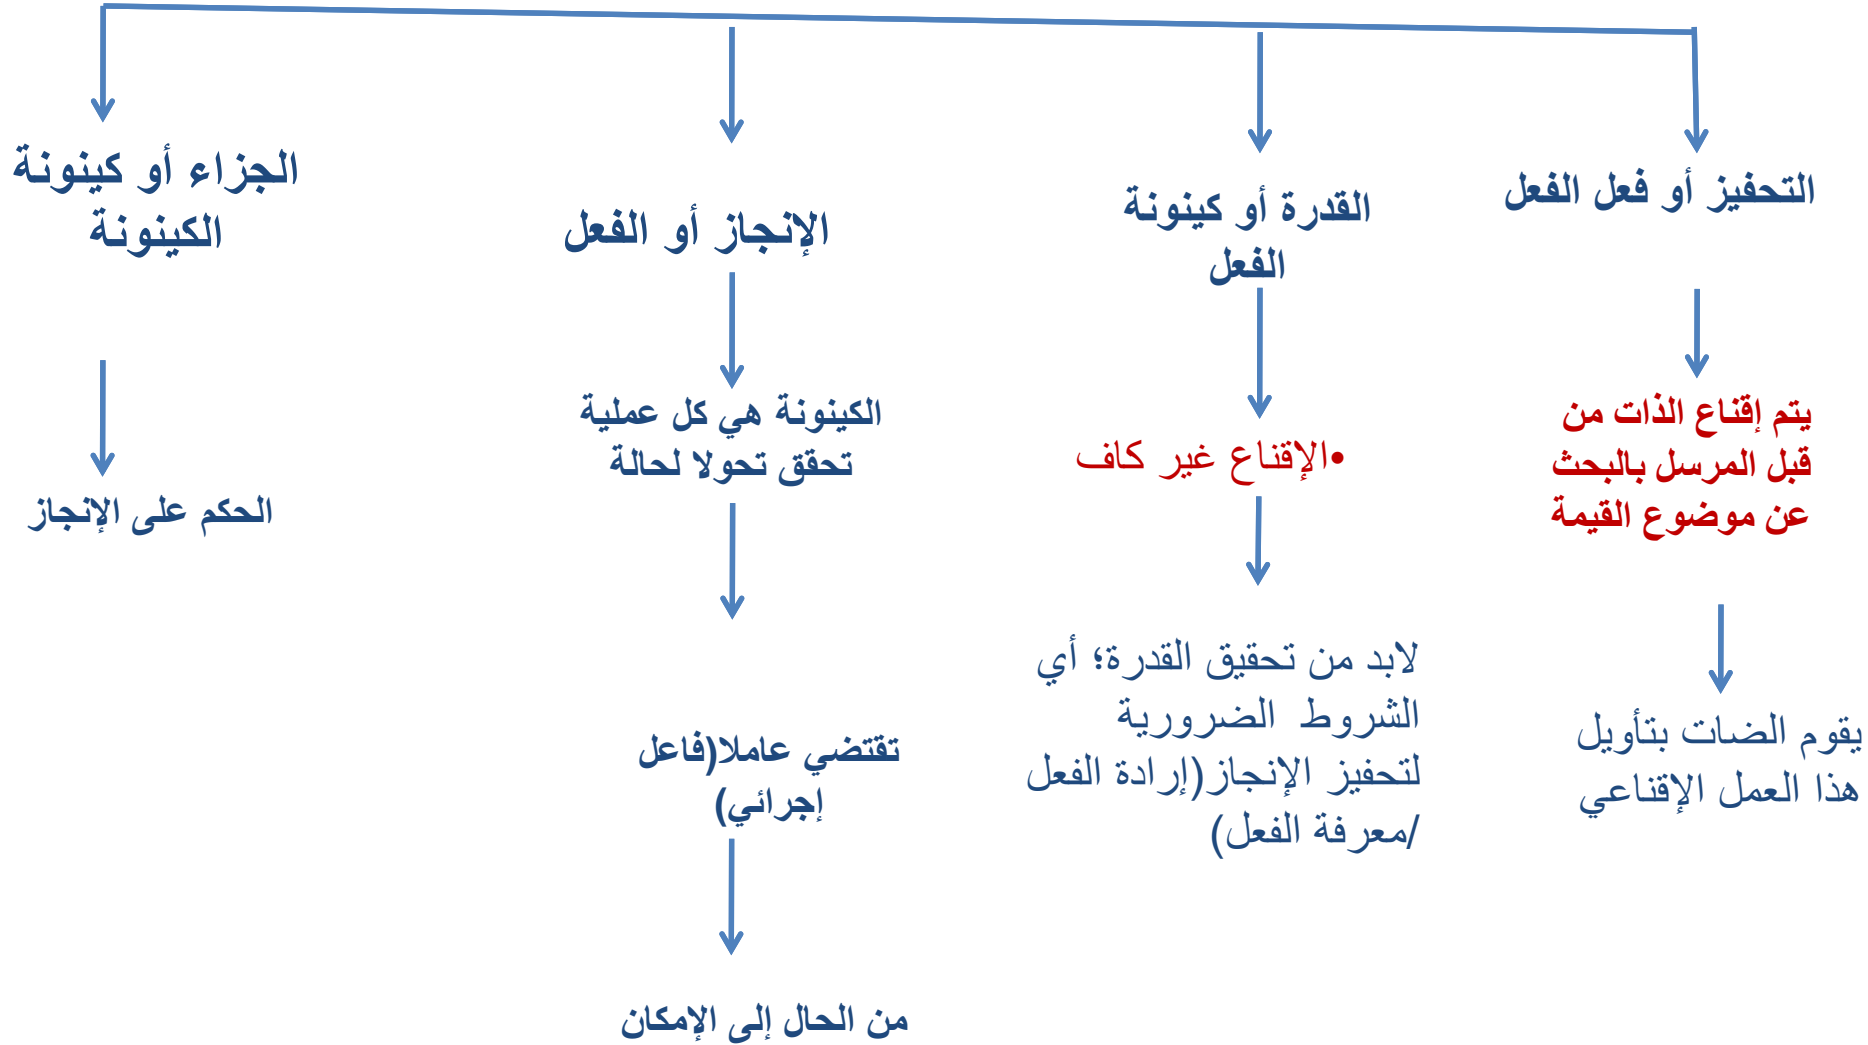 التحفيز أو فعل الفعل
يتم إقناع الذات من
قبل المرسل بالبحث
عن موضوع القيمة
يقوم الضات بتأويل
هذا العمل الإقناعي
القدرة أو كينونة
الفعل
•الإقناع غير كاف
لابد من تحقيق القدرة؛ أي
الشروط الضرورية
لتحفيز الإنجاز(إرادة الفعل
/معرفة الفعل)
الإنجاز أو الفعل
الكينونة هي كل عملية
تحقق تحولا لحالة
تقتضي عاملا(فاعل
إجرائي)
من الحال إلى الإمكان
الجزاء أو كينونة
الكينونة
الحكم على الإنجاز